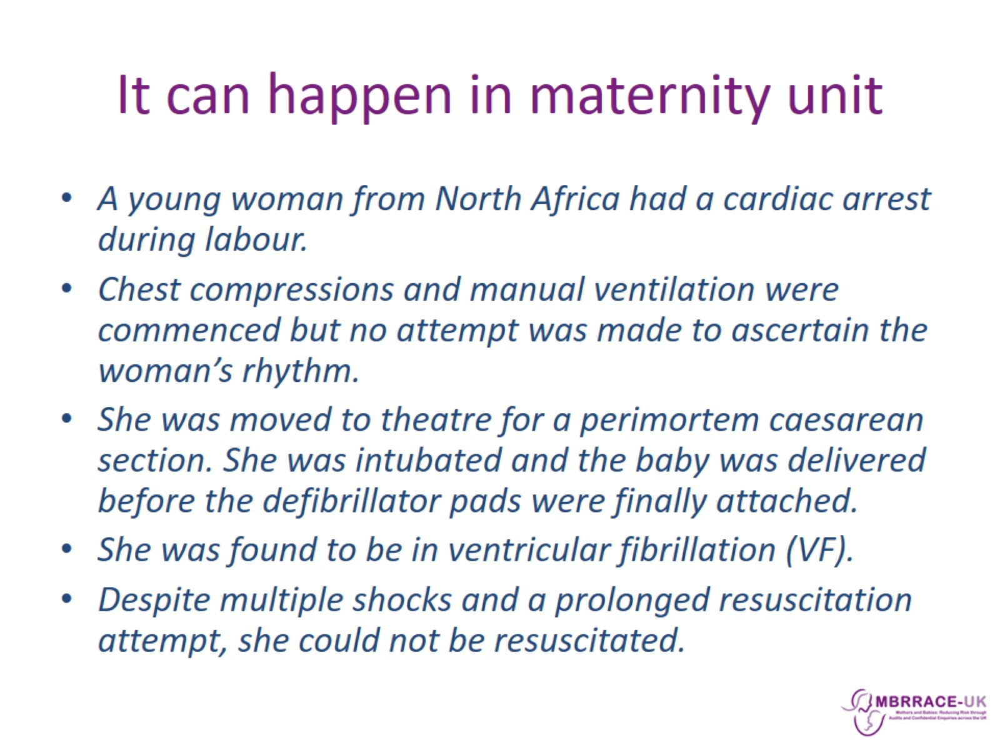 It can happen in maternity unit
• A young woman from North Africa had a cardiac arrest
during labour.
• Chest compressions and manual ventilation were
commenced but no attempt was made to ascertain the
woman’s rhythm.
• She was moved to theatre for a perimortem caesarean
section. She was intubated and the baby was delivered
before the defibrillator pads were finally attached.
• She was found to be in ventricular fibrillation (VF).
• Despite multiple shocks and a prolonged resuscitation
attempt, she could not be resuscitated.
MBRRACE-UK
Mothers and Babies: Reducing Risk through
Audits and Confidential Enquiries across the UK